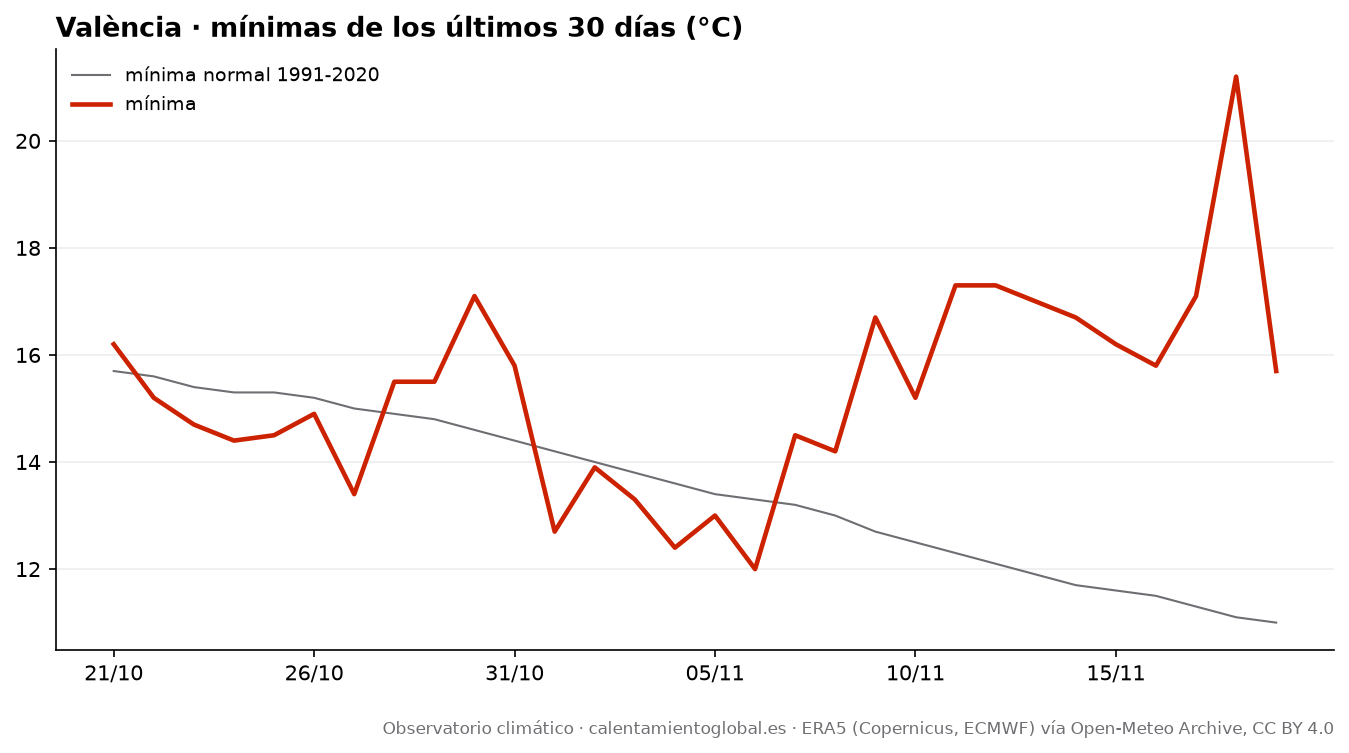 València · mínimas de los últimos 30 días (°C)
mínima normal 1991-2020
mínima
20
18
16
14
12
21/10 26/10 31/10 05/11 10/11 15/11
Observatorio climático · calentamientoglobal.es · ERA5 (Copernicus, ECMWF) vía Open-Meteo Archive, CC BY 4.0